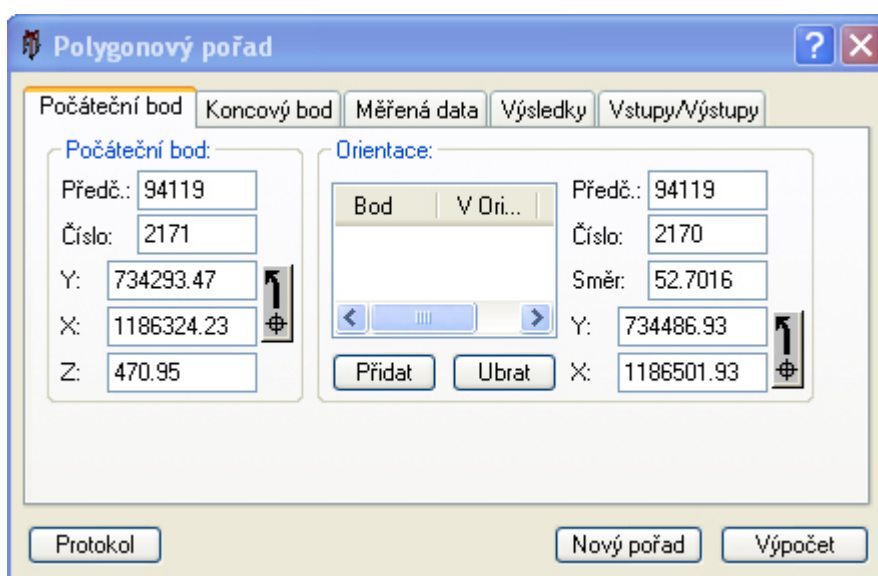 Polygonový pořad
Počáteční bod Koncový bod Měřená data Výsledky Vstupy/Výstupy
Počáteční bod:
Předč.: 94119
Číslo: 2171
Y: 734293.47
X: 1186324.23
Z: 470.95
Orientace:
Bod V Ori...
Přidat Ubrat
Předč.: 94119
Číslo: 2170
Směr: 52.7016
Y: 734486.93
X: 1186501.93
Protokol Nový pořad Výpočet